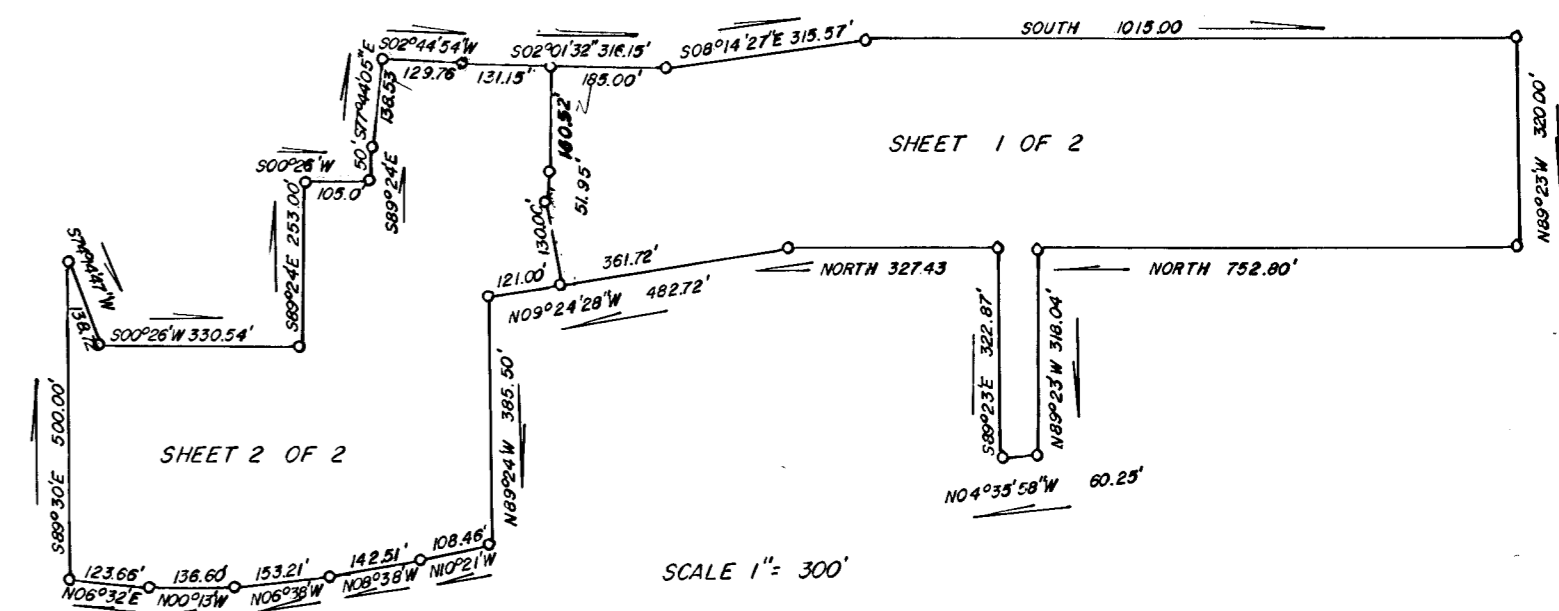 S02°44'54"W
129.76'
131.15'
S02°01'32" 316.15'
185.00'
S08°14'27"E 315.57'
SOUTH 1015.00
N89°23'W 320.00'
S77°44'05"E
138.53
50'
S89°24'E
S00°26'W
105.0'
S89°24'E 253.00'
S74°44'47"W
138.72
S00°26'W 330.54'
160.52'
51.95'
130.00'
SHEET 1 OF 2
121.00'
361.72'
N09°24'28"W 482.72'
NORTH 327.43
NORTH 752.80'
S89°23'E 322.87'
N89°23'W 318.04'
N04°35'58"W 60.25'
S89°30'E 500.00'
SHEET 2 OF 2
N89°24'W 385.50'
123.66'
136.60'
153.21'
142.51'
108.46'
N06°32'E
N00°13'W
N06°38'W
N08°38'W
N10°21'W
SCALE 1"= 300'